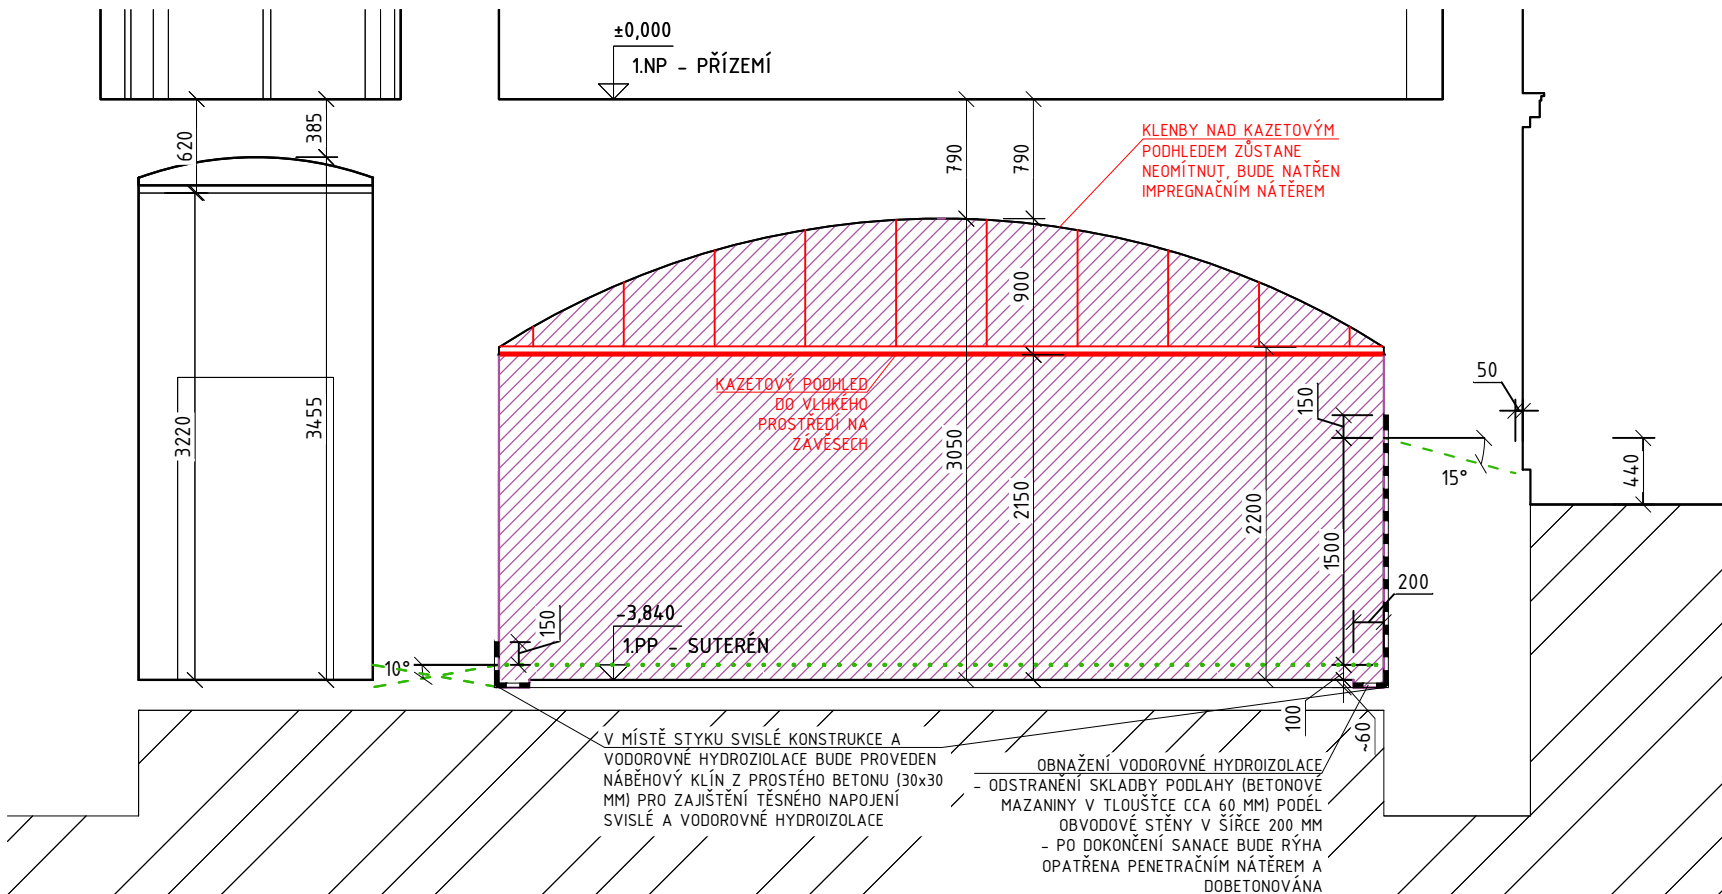 ±0,000
1.NP - PŘÍZEMÍ
620
385
790
790
KLENBY NAD KAZETOVÝM
PODHLEDEM ZŮSTANE
NEOMÍTNUT, BUDE NATŘEN
IMPREGNAČNÍM NÁTĚREM
900
KAZETOVÝ PODHLED
DO VLHKÉHO
PROSTŘEDÍ NA
ZÁVĚSECH
3220
3455
3050
2150
2200
150
1500
50
15°
440
200
-3,840
1.PP - SUTERÉN
150
10°
100
~60
V MÍSTĚ STYKU SVISLÉ KONSTRUKCE A
VODOROVNÉ HYDROZIOLACE BUDE PROVEDEN
NÁBĚHOVÝ KLÍN Z PROSTÉHO BETONU (30x30
MM) PRO ZAJIŠTĚNÍ TĚSNÉHO NAPOJENÍ
SVISLÉ A VODOROVNÉ HYDROIZOLACE
OBNAŽENÍ VODOROVNÉ HYDROIZOLACE
- ODSTRANĚNÍ SKLADBY PODLAHY (BETONOVÉ
MAZANINY V TLOUŠŤCE CCA 60 MM) PODÉL
OBVODOVÉ STĚNY V ŠÍŘCE 200 MM
- PO DOKONČENÍ SANACE BUDE RÝHA
OPATŘENA PENETRAČNÍM NÁTĚREM A
DOBETONOVÁNA